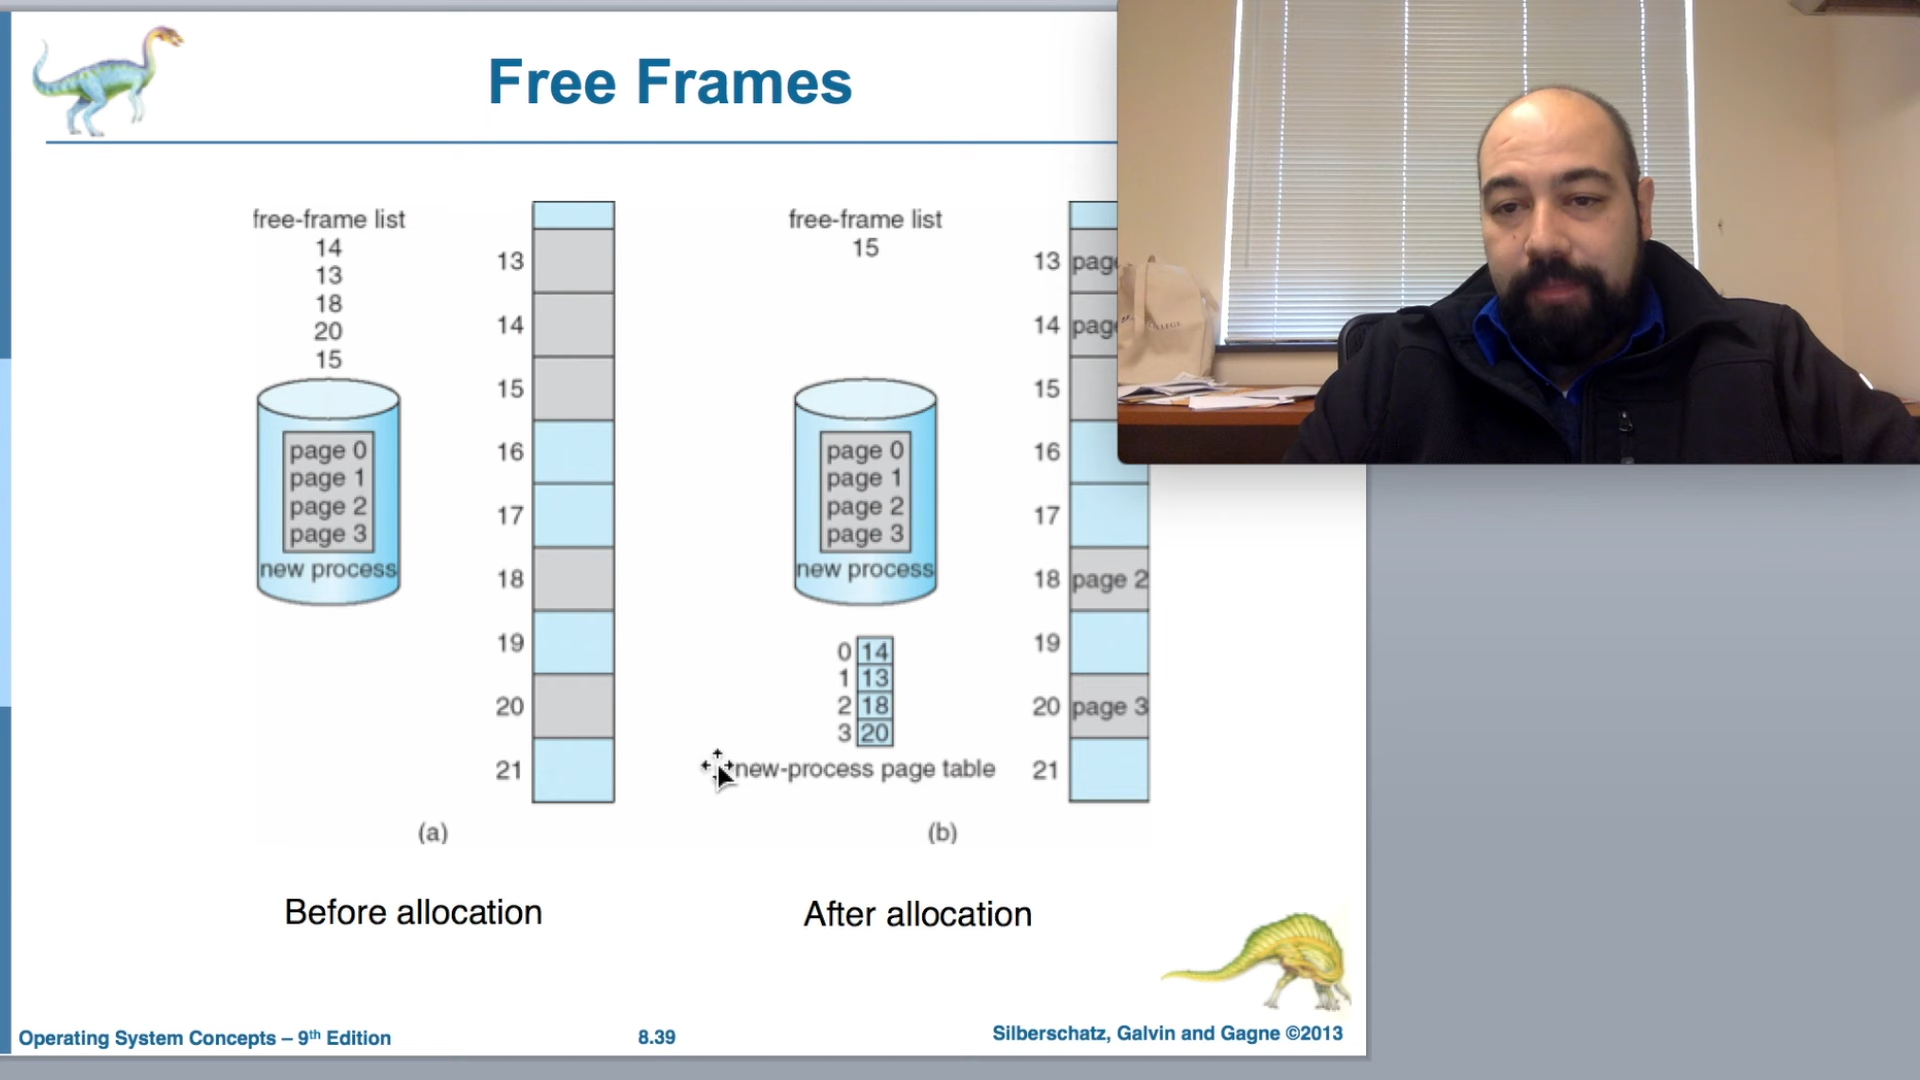 Free Frames
free-frame list
14
13
18
20
15
page 0
page 1
page 2
page 3
new process
13
14
15
16
17
18
19
20
21
(a)
Before allocation
free-frame list
15
page 0
page 1
page 2
page 3
new process
0 14
1 13
2 18
3 20
new-process page table
13
14
15
16
17
18 page 2
19
20 page 3
21
(b)
After allocation
Operating System Concepts – 9th Edition
8.39
Silberschatz, Galvin and Gagne ©2013